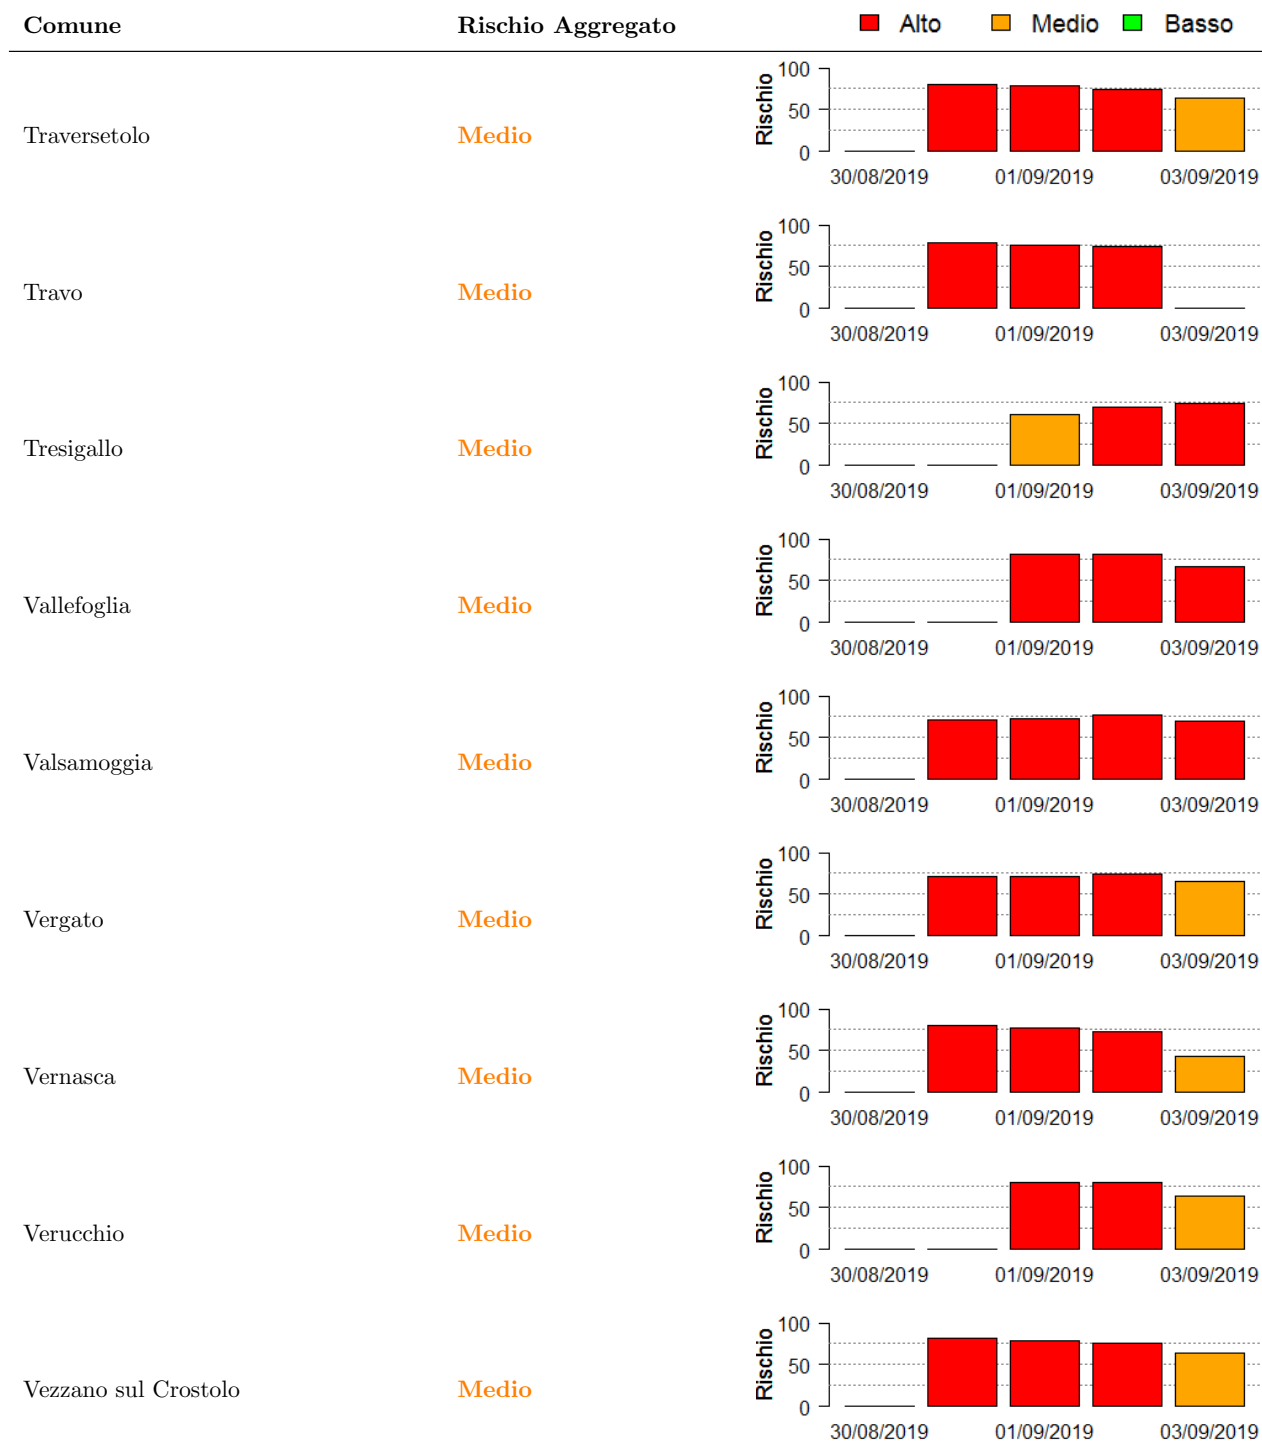 Comune Rischio Aggregato Alto Medio Basso
100
50
0
Rischio
Traversetolo Medio
30/08/2019 01/09/2019 03/09/2019
100
50
0
Rischio
Travo Medio
30/08/2019 01/09/2019 03/09/2019
100
50
0
Rischio
Tresigallo Medio
30/08/2019 01/09/2019 03/09/2019
100
50
0
Rischio
Vallefoglia Medio
30/08/2019 01/09/2019 03/09/2019
100
50
0
Rischio
Valsamoggia Medio
30/08/2019 01/09/2019 03/09/2019
100
50
0
Rischio
Vergato Medio
30/08/2019 01/09/2019 03/09/2019
100
50
0
Rischio
Vernasca Medio
30/08/2019 01/09/2019 03/09/2019
100
50
0
Rischio
Verucchio Medio
30/08/2019 01/09/2019 03/09/2019
100
50
0
Rischio
Vezzano sul Crostolo Medio
30/08/2019 01/09/2019 03/09/2019